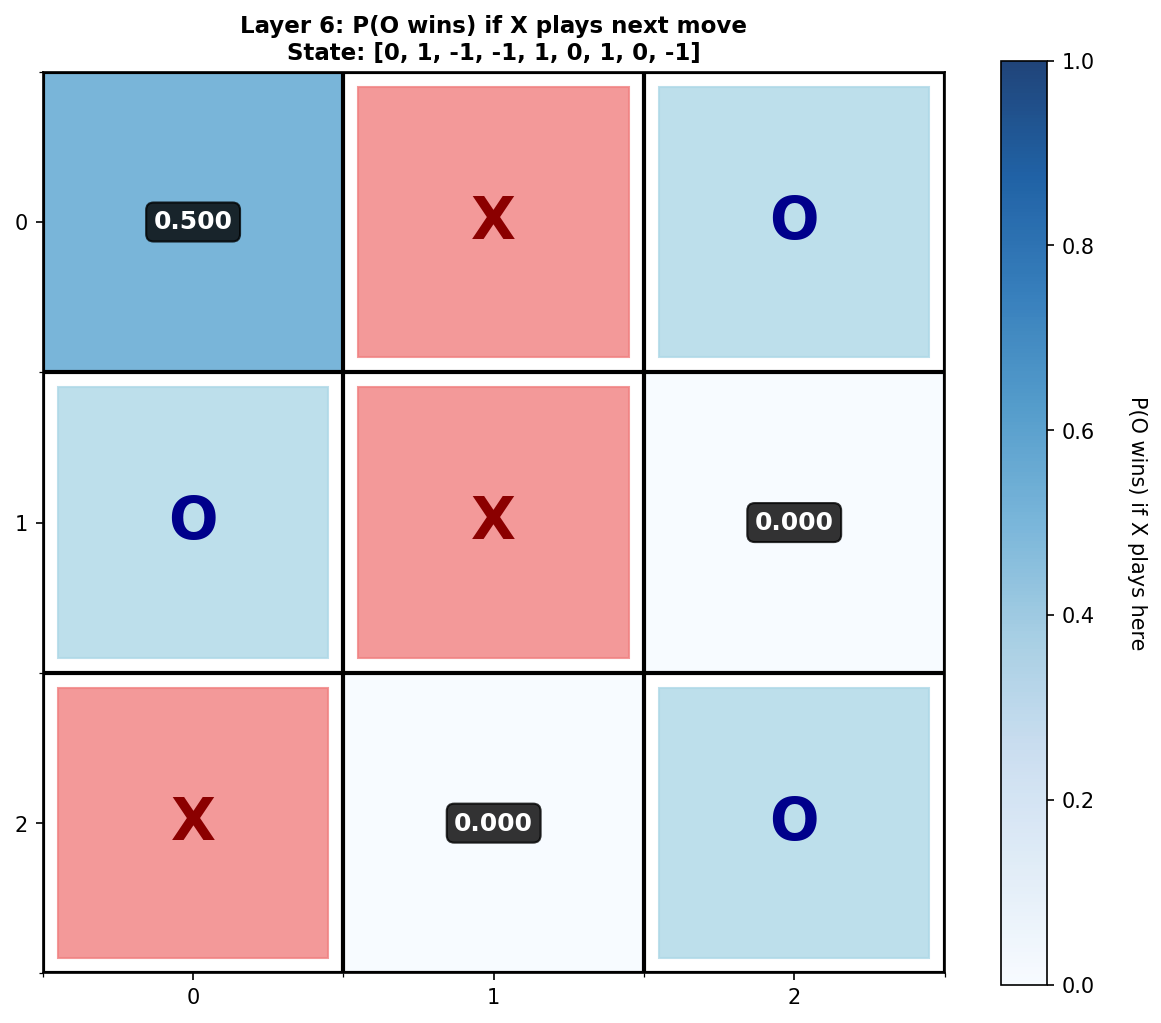 Layer 6: P(O wins) if X plays next move
State: [0, 1, -1, -1, 1, 0, 1, 0, -1]
0
0.500
X
O
1
O
X
0.000
2
X
0.000
O
0
1
2
1.0
0.8
0.6
0.4
0.2
0.0
P(O wins) if X plays here